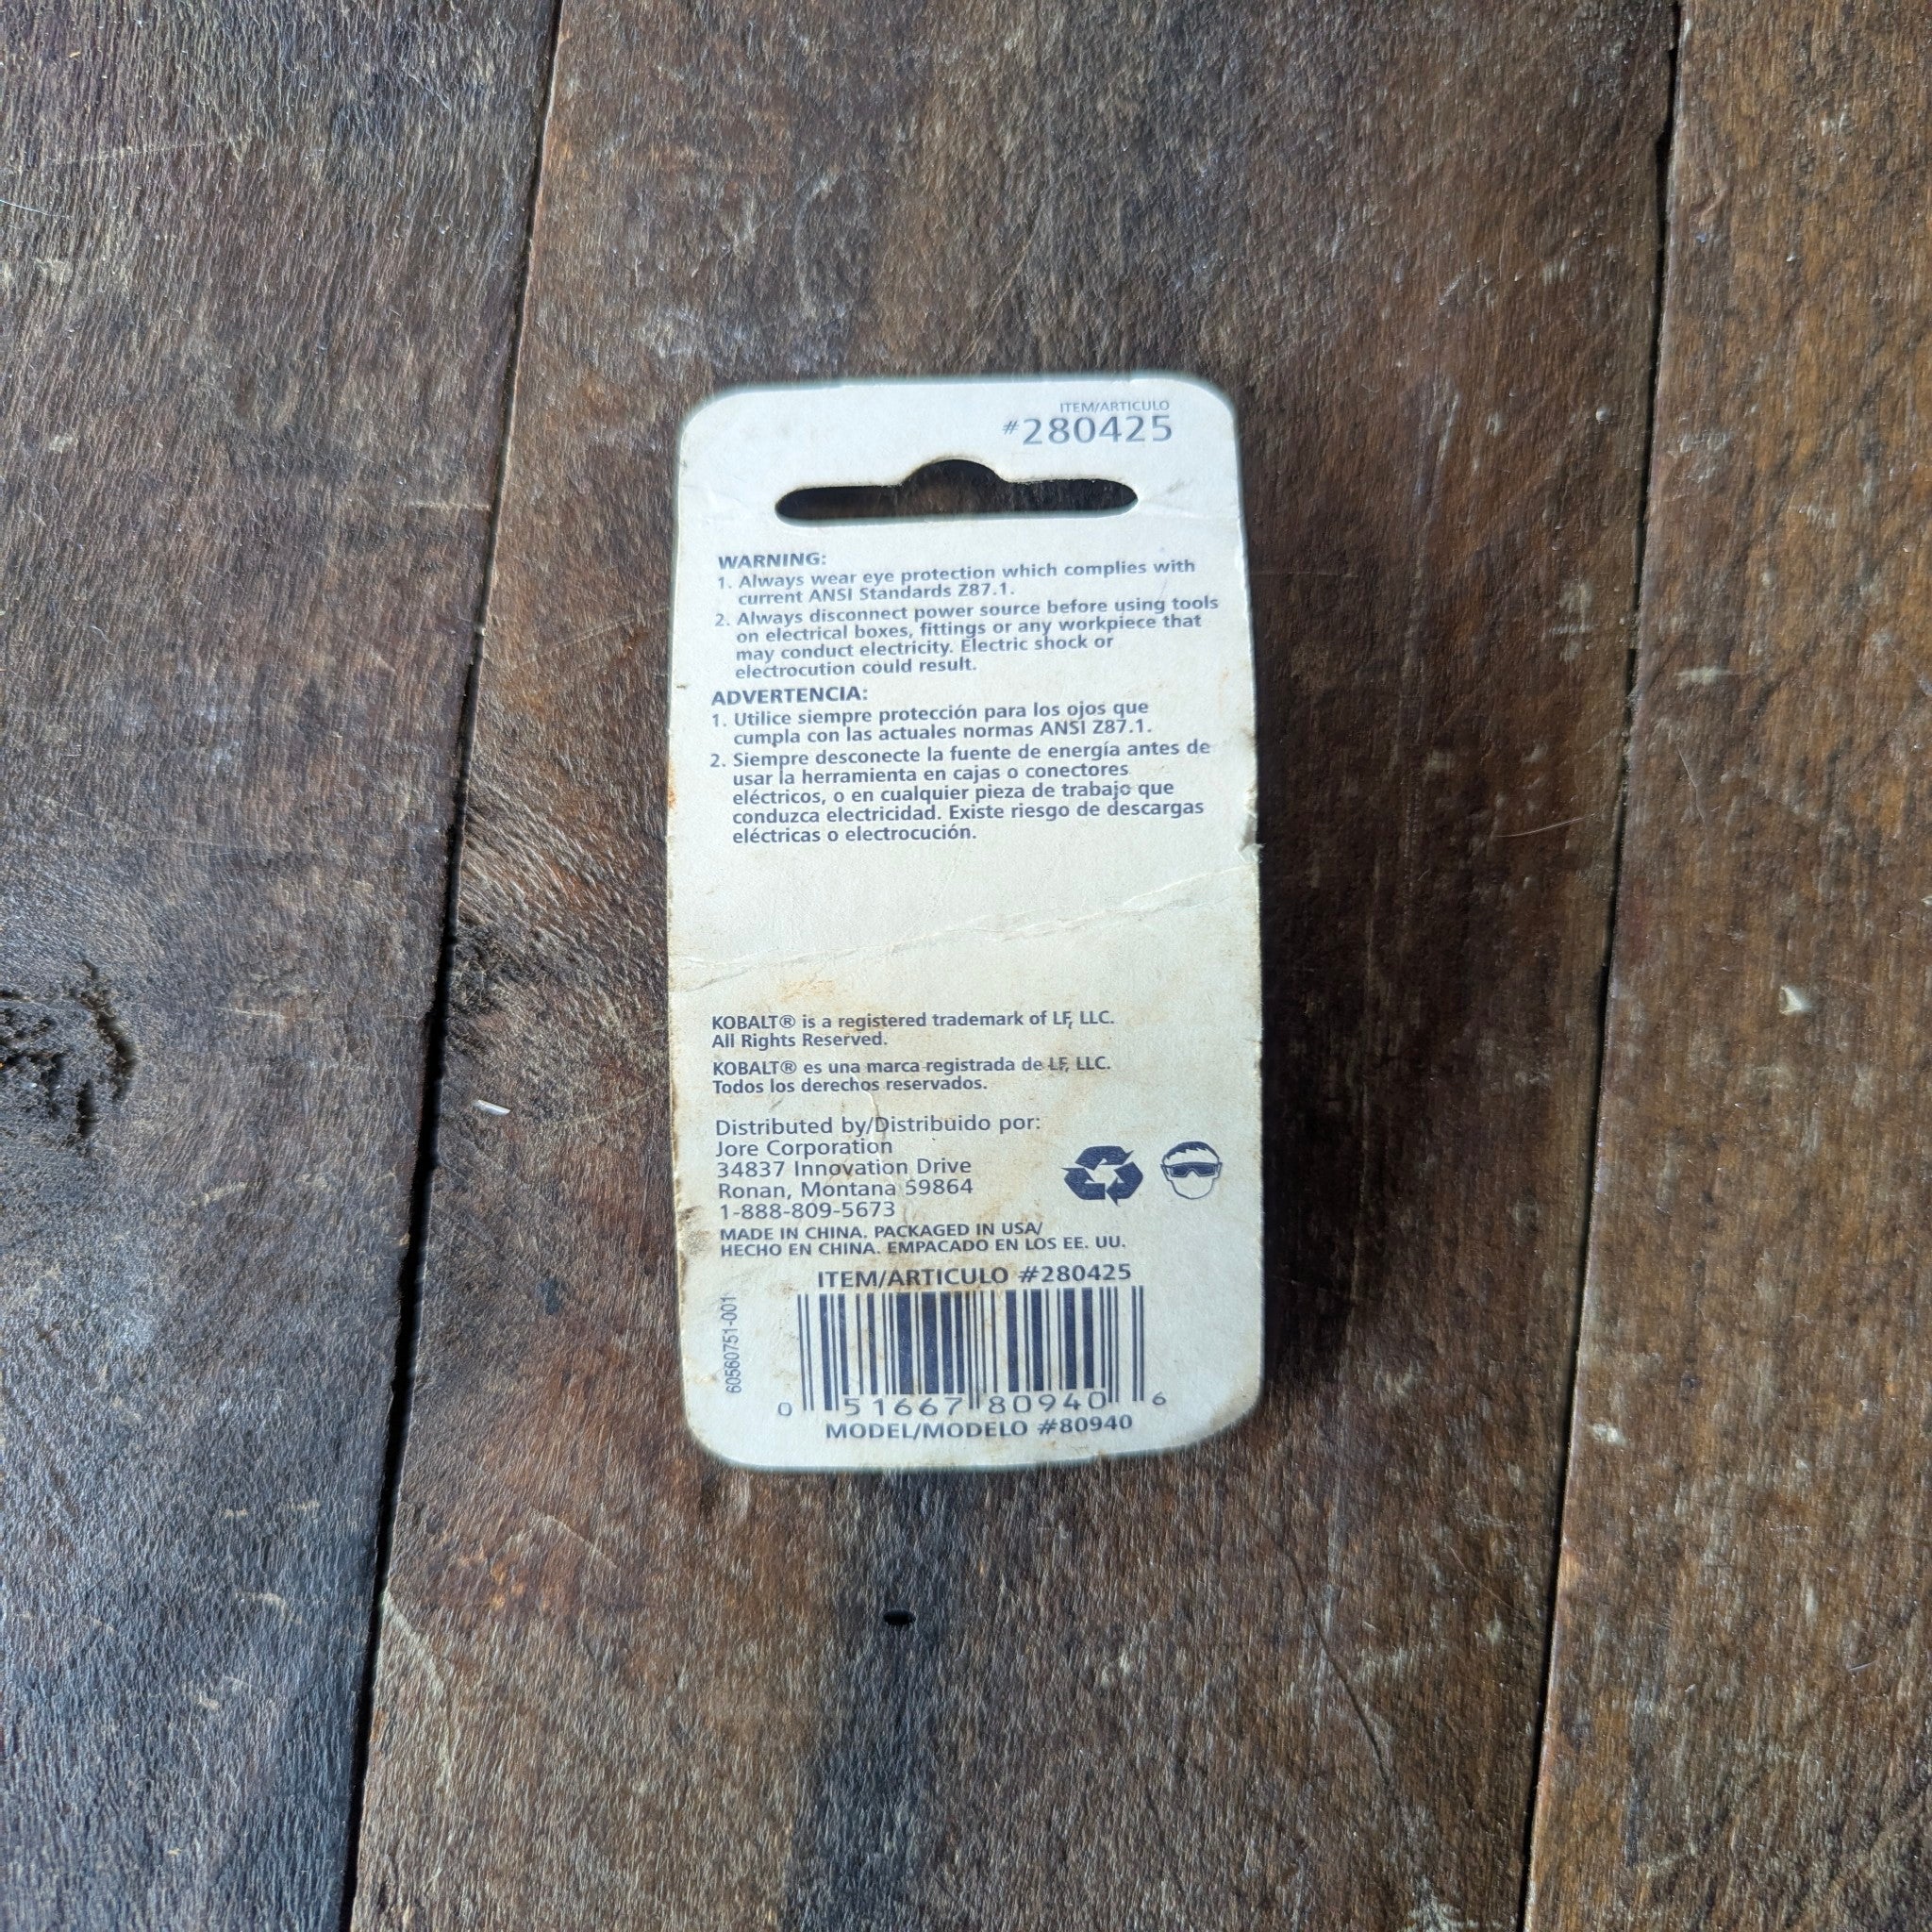 ITEM/ARTICULO
#280425
WARNING:
1. Always wear eye protection which complies with
current ANSI Standards Z87.1.
2. Always disconnect power source before using tools
on electrical boxes, fittings or any workpiece that
may conduct electricity. Electric shock or
electrocution could result.
ADVERTENCIA:
1. Utilice siempre protección para los ojos que
cumpla con las actuales normas ANSI Z87.1.
2. Siempre desconecte la fuente de energía antes de
usar la herramienta en cajas o conectores
eléctricos, o en cualquier pieza de trabajo que
conduzca electricidad. Existe riesgo de descargas
eléctricas o electrocución.
KOBALT® is a registered trademark of LF, LLC.
All Rights Reserved.
KOBALT® es una marca registrada de LF, LLC.
Todos los derechos reservados.
Distributed by/Distribuido por:
Jore Corporation
34837 Innovation Drive
Ronan, Montana 59864
1-888-809-5673
MADE IN CHINA. PACKAGED IN USA/
HECHO EN CHINA. EMPACADO EN LOS EE. UU.
ITEM/ARTICULO #280425
60560751-001
0 51667 80940 6
MODEL/MODELO #80940